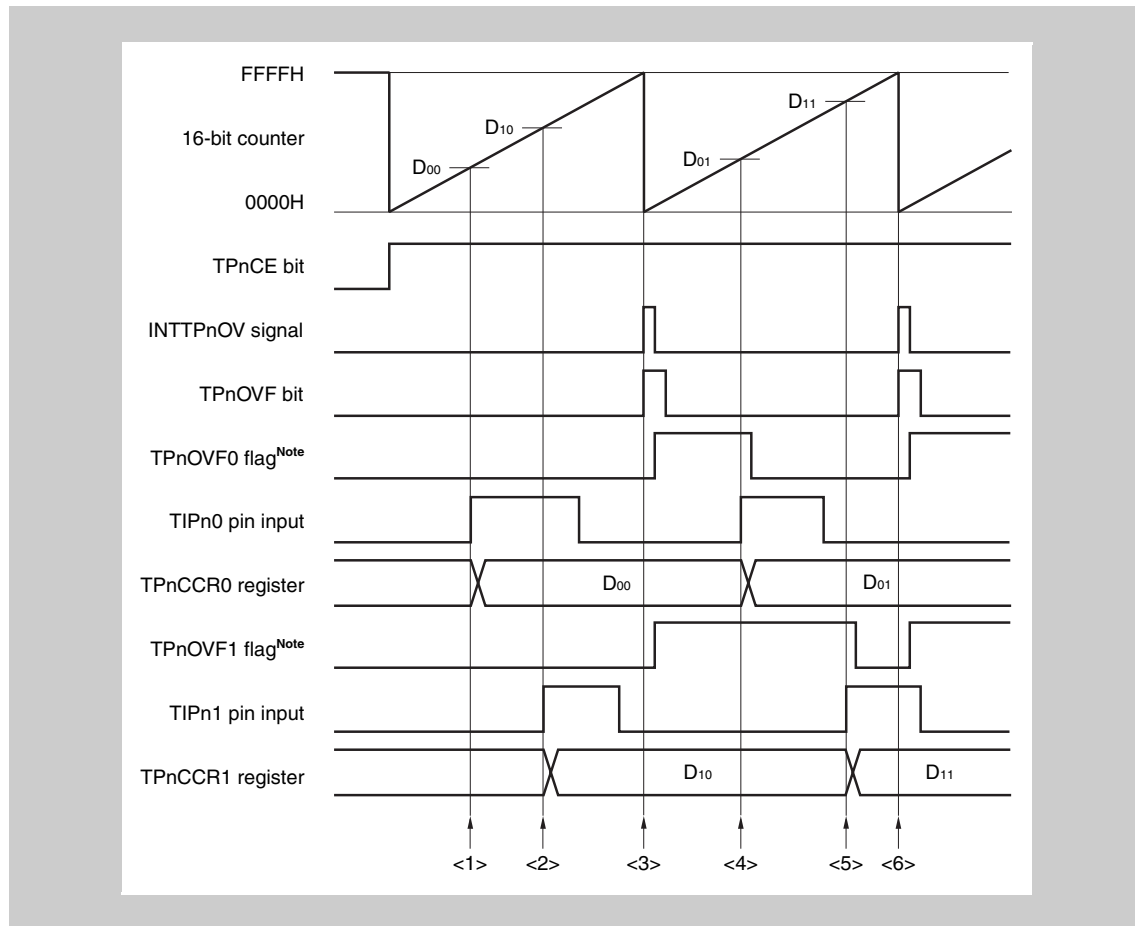 FFFFH
D11
D10
16-bit counter
D01
D00
0000H
TPnCE bit
INTTPnOV signal
TPnOVF bit
TPnOVF0 flagNote
TIPn0 pin input
TPnCCR0 register
D00
D01
TPnOVF1 flagNote
TIPn1 pin input
TPnCCR1 register
D10
D11
<1> <2> <3> <4> <5> <6>